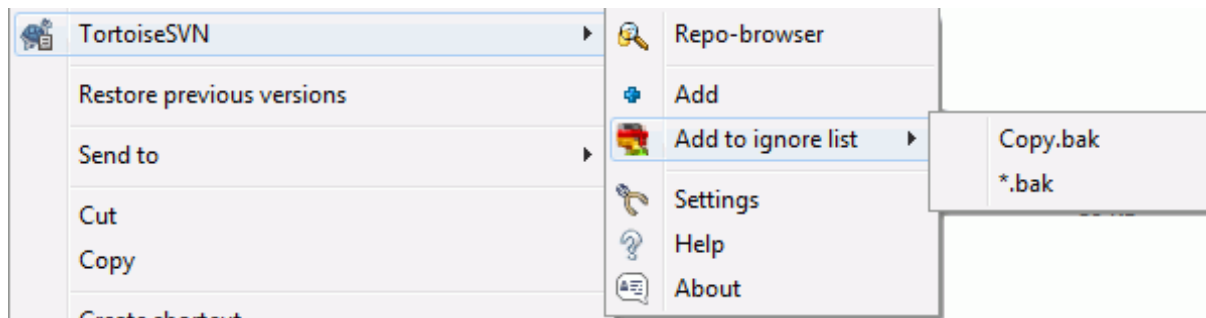 TortoiseSVN
Restore previous versions
Send to
Cut
Copy
Repo-browser
Add
Add to ignore list
Settings
Help
About
Copy.bak
*.bak